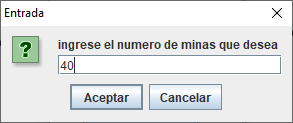 Entrada
ingrese el numero de minas que desea
40
Aceptar Cancelar